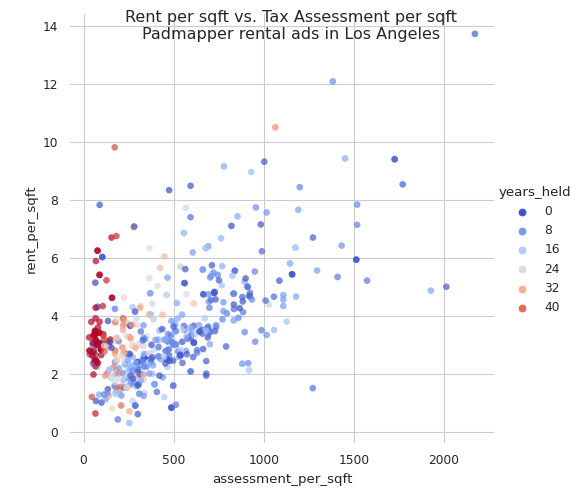 Rent per sqft vs. Tax Assessment per sqft
Padmapper rental ads in Los Angeles
14
12
10
8
6
4
2
0
rent_per_sqft
0 500 1000 1500 2000
assessment_per_sqft
years_held
0
8
16
24
32
40